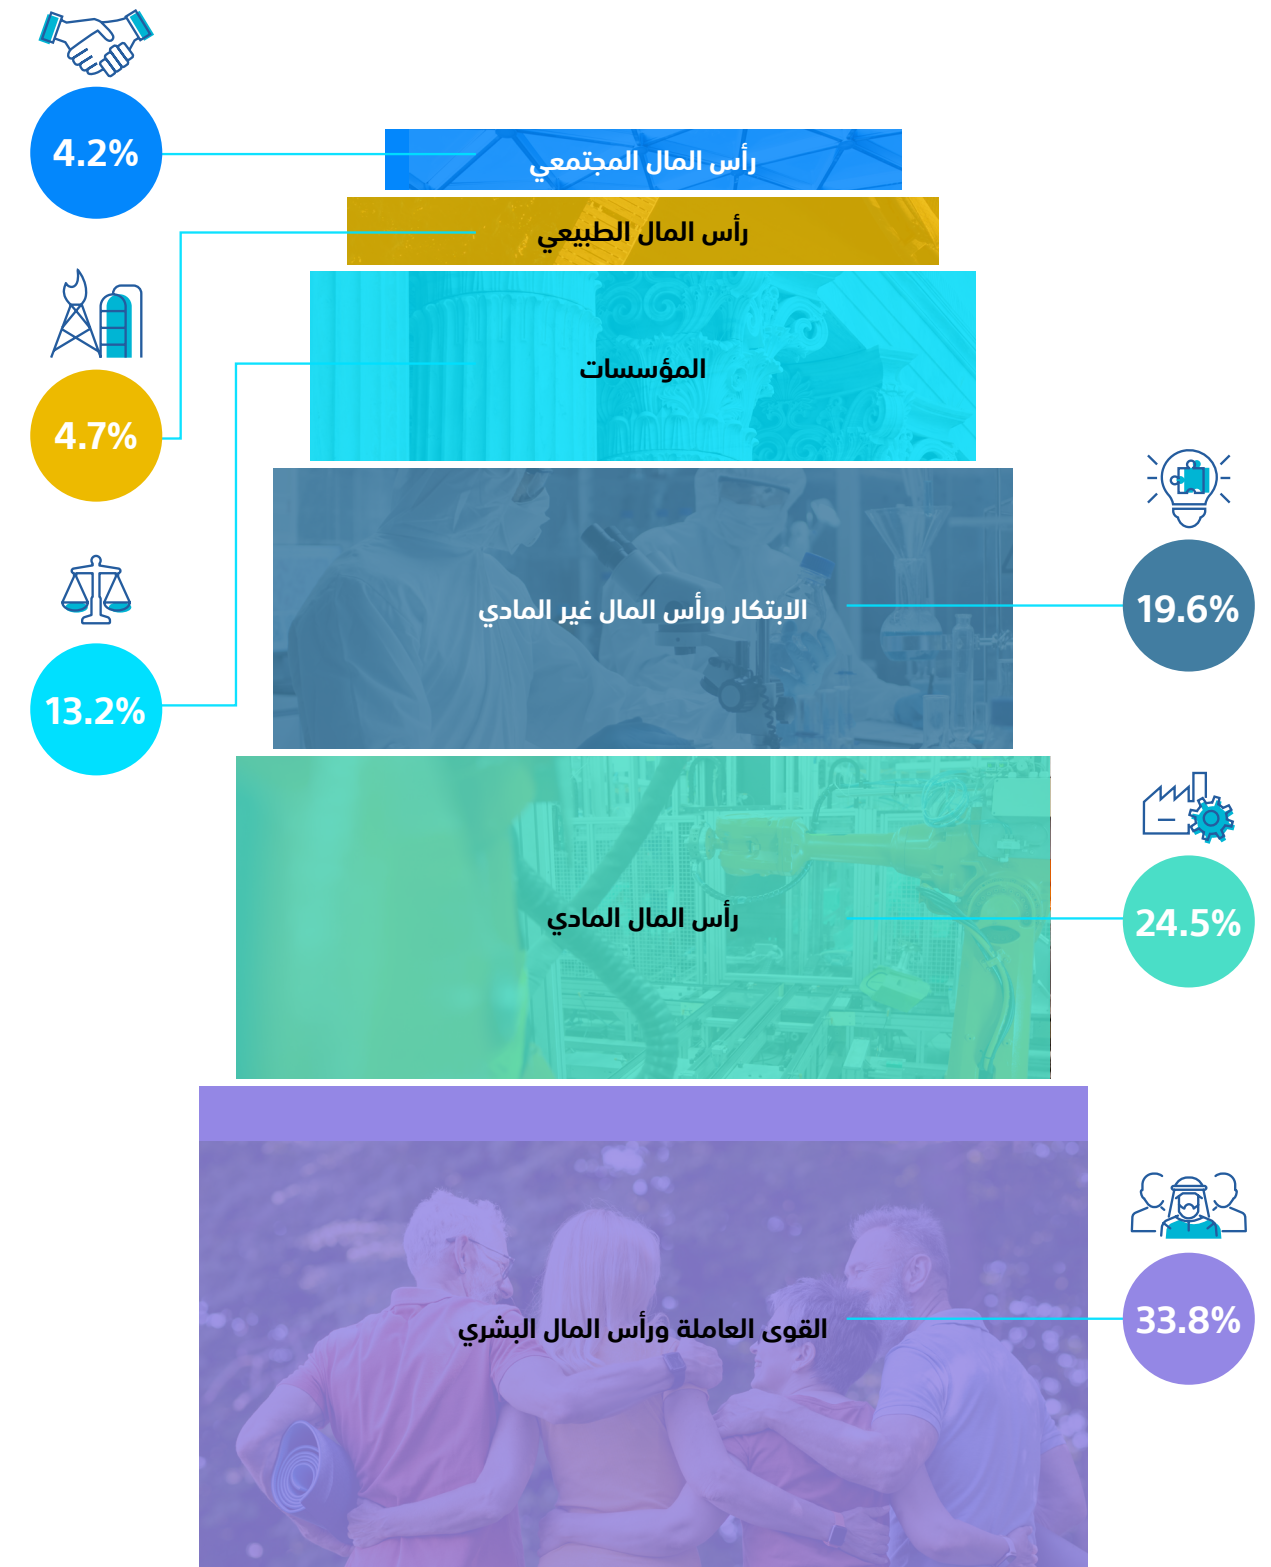 4.2%
رأس المال المجتمعي
رأس المال الطبيعي
4.7%
المؤسسات
13.2%
الابتكار ورأس المال غير المادي
19.6%
رأس المال المادي
24.5%
القوى العاملة ورأس المال البشري
33.8%